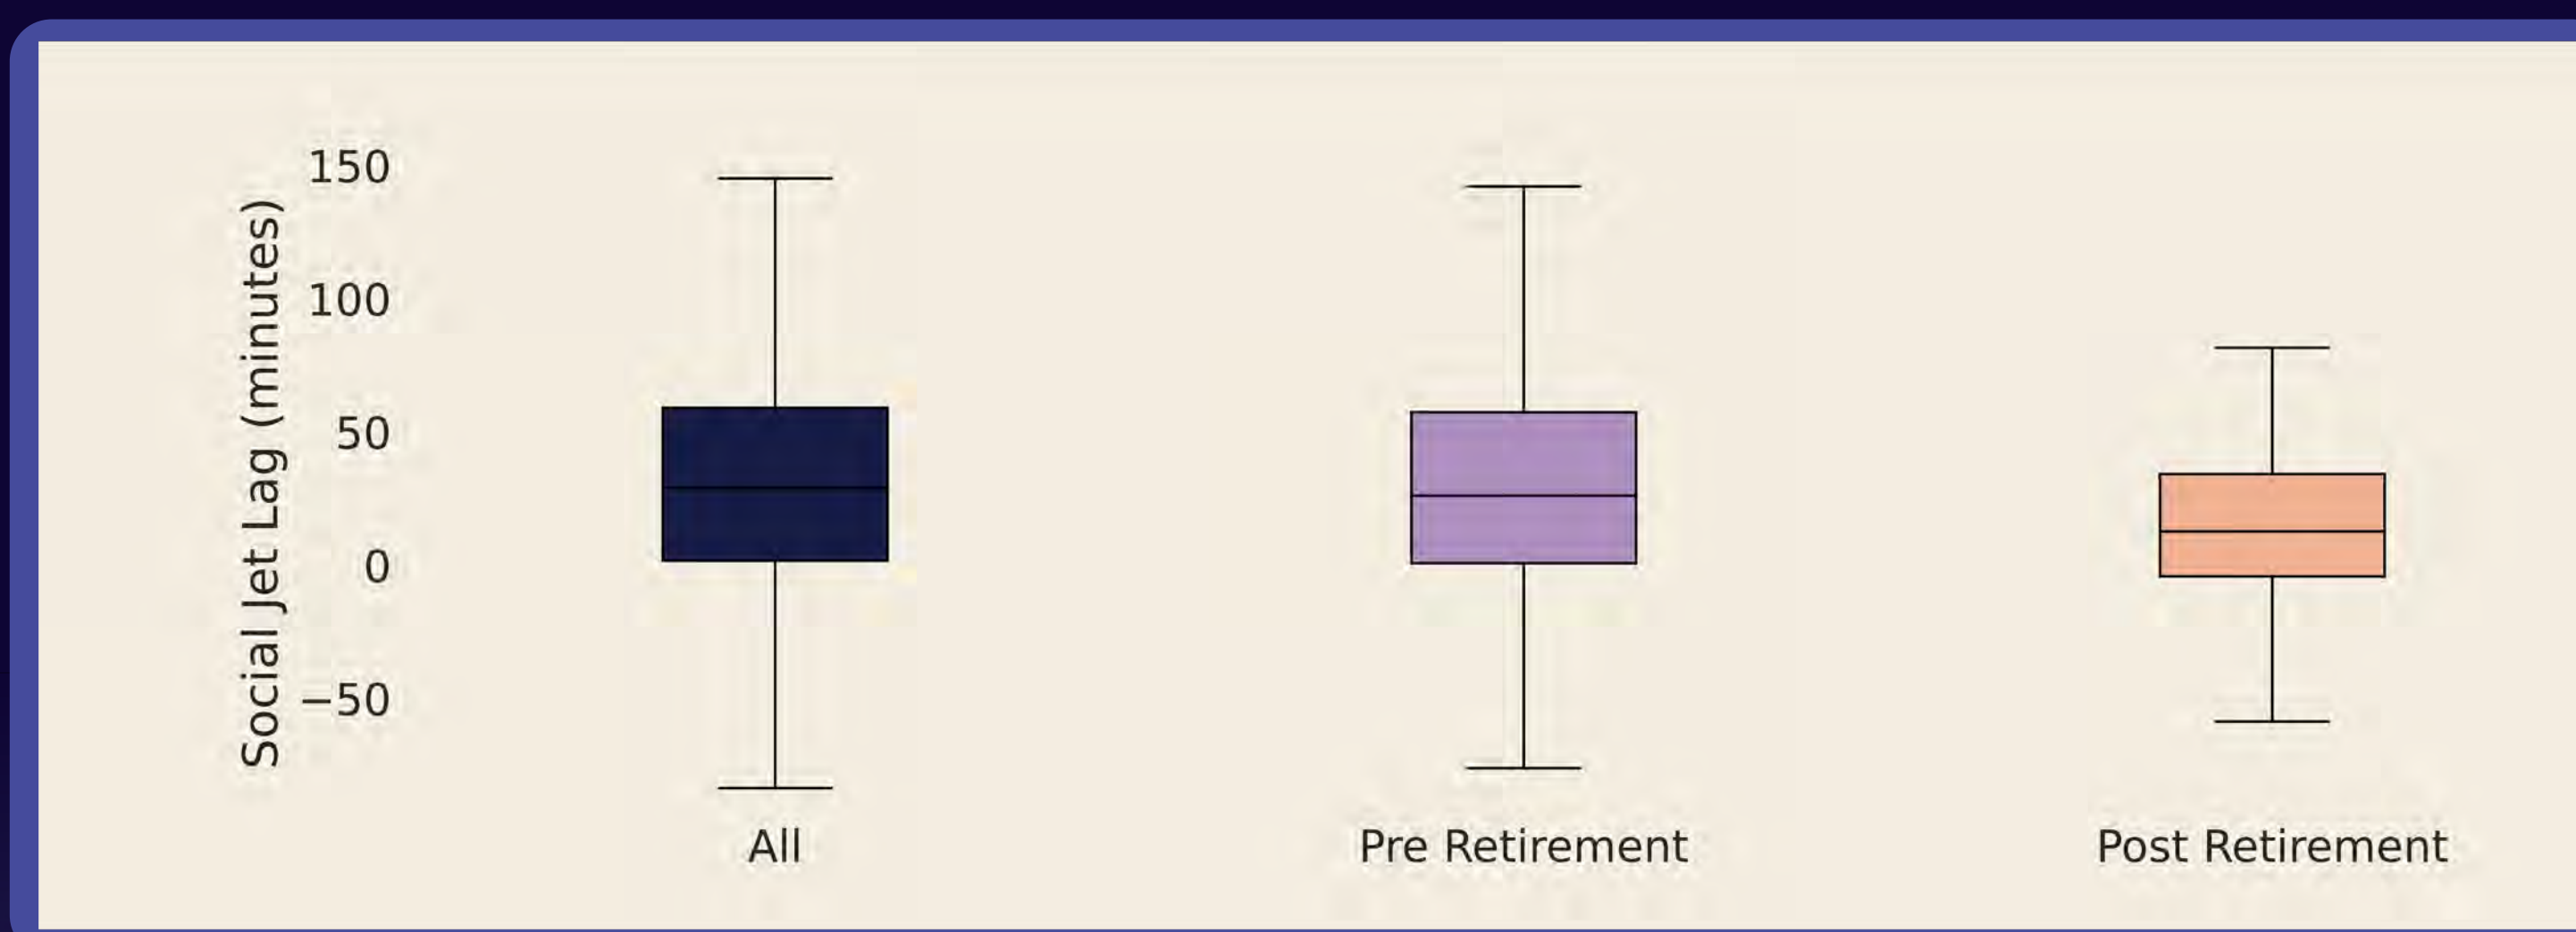 Social Jet Lag (minutes)
150
100
50
0
−50
All
Pre Retirement
Post Retirement